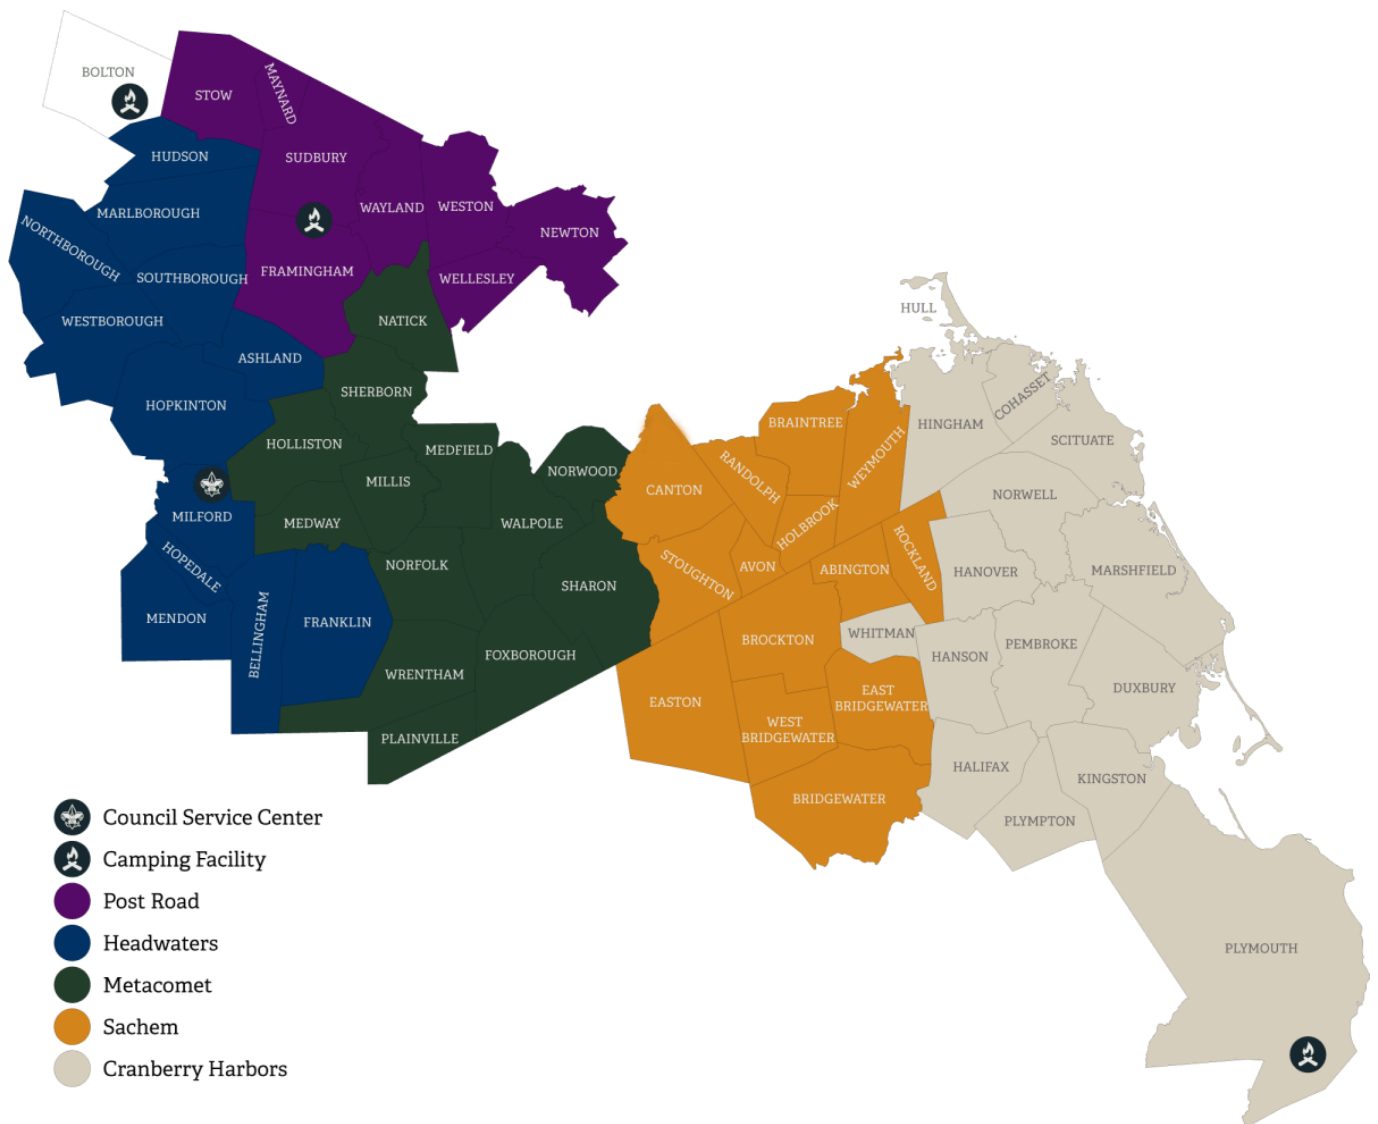 BOLTON
STOW
MAYNARD
HUDSON
SUDBURY
MARLBOROUGH
WAYLAND
WESTON
NEWTON
NORTHBOROUGH
SOUTHBOROUGH
FRAMINGHAM
WELLESLEY
WESTBOROUGH
NATICK
ASHLAND
HOPKINTON
SHERBORN
HOLLISTON
MEDFIELD
MILLIS
NORWOOD
MILFORD
MEDWAY
WALPOLE
HOPEDALE
NORFOLK
SHARON
MENDON
BELLINGHAM
FRANKLIN
FOXBOROUGH
WRENTHAM
PLAINVILLE
HULL
BRAINTREE
WEYMOUTH
HINGHAM
COHASSET
SCITUATE
CANTON
RANDOLPH
HOLBROOK
NORWELL
STOUGHTON
AVON
ABINGTON
ROCKLAND
HANOVER
MARSHFIELD
BROCKTON
WHITMAN
HANSON
PEMBROKE
EASTON
EAST
BRIDGEWATER
DUXBURY
WEST
BRIDGEWATER
HALIFAX
KINGSTON
BRIDGEWATER
PLYMPTON
PLYMOUTH
Council Service Center
Camping Facility
Post Road
Headwaters
Metacomet
Sachem
Cranberry Harbors